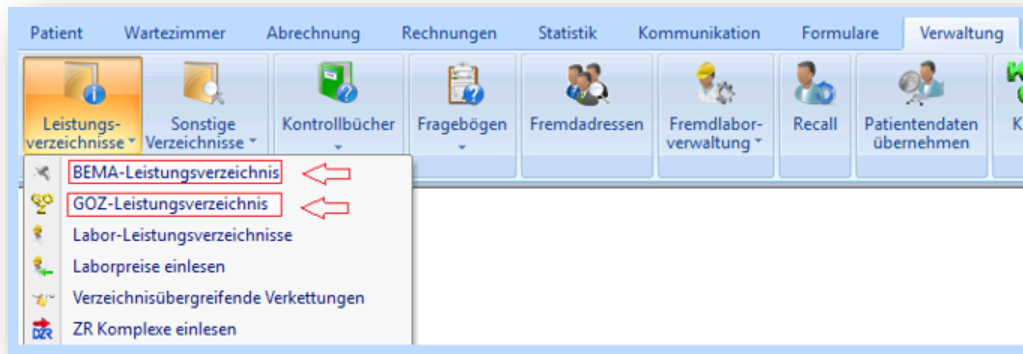 Patient Wartezimmer Abrechnung Rechnungen Statistik Kommunikation Formulare Verwaltung
Leistungs- Sonstige Kontrollbücher Fragebögen Fremdadressen Fremdlabor- Recall Patientendaten
verzeichnisse Verzeichnisse verwaltung übernehmen
BEMA-Leistungsverzeichnis
GOZ-Leistungsverzeichnis
Labor-Leistungsverzeichnisse
Laborpreise einlesen
Verzeichnisübergreifende Verkettungen
DZR ZR Komplexe einlesen